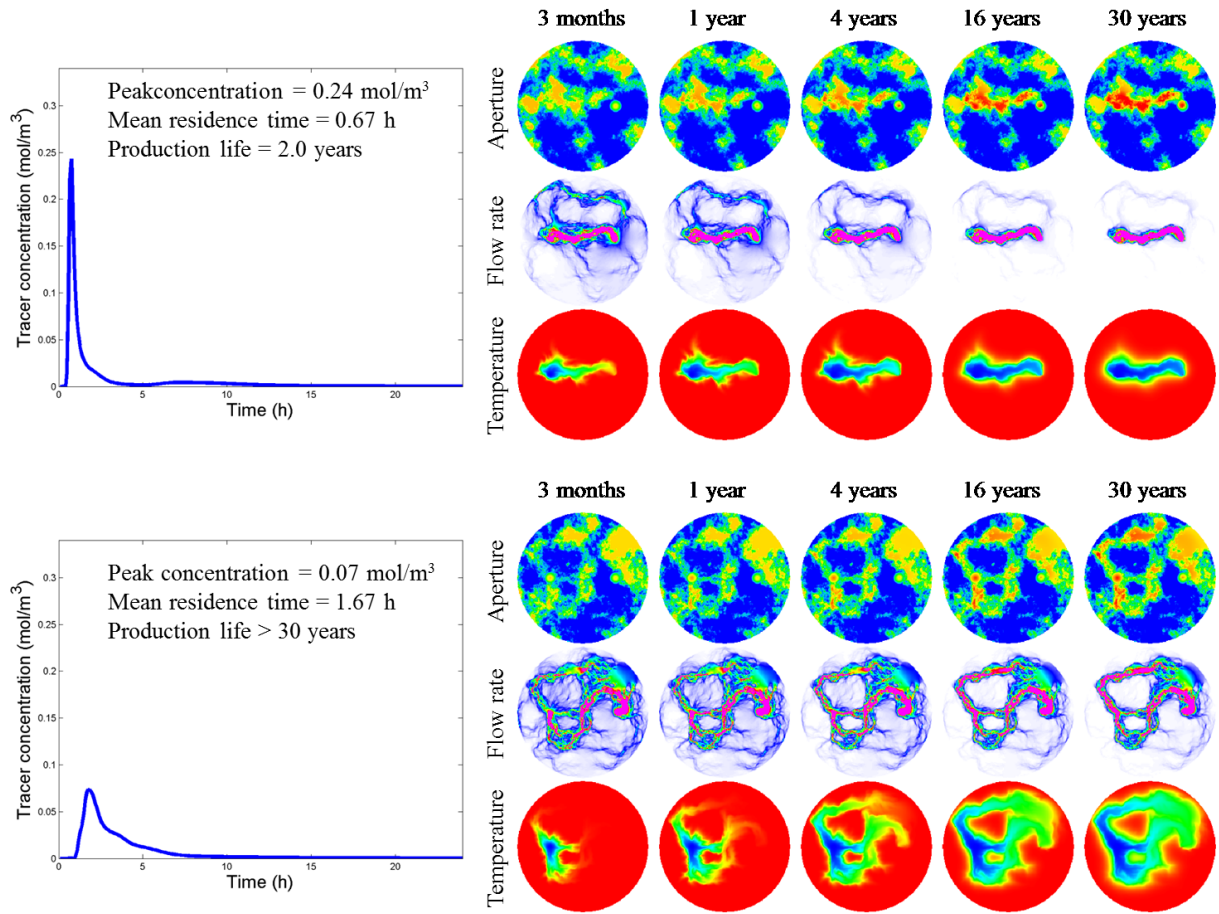 3 months 1 year 4 years 16 years 30 years
Peakconcentration = 0.24 mol/m³
Mean residence time = 0.67 h
Production life = 2.0 years
Tracer concentration (mol/m³)
0.3
0.25
0.2
0.15
0.1
0.05
0
0 5 10 15 20
Time (h)
Aperture
Flow rate
Temperature
3 months 1 year 4 years 16 years 30 years
Peak concentration = 0.07 mol/m³
Mean residence time = 1.67 h
Production life > 30 years
Tracer concentration (mol/m³)
0.3
0.25
0.2
0.15
0.1
0.05
0
0 5 10 15 20
Time (h)
Aperture
Flow rate
Temperature